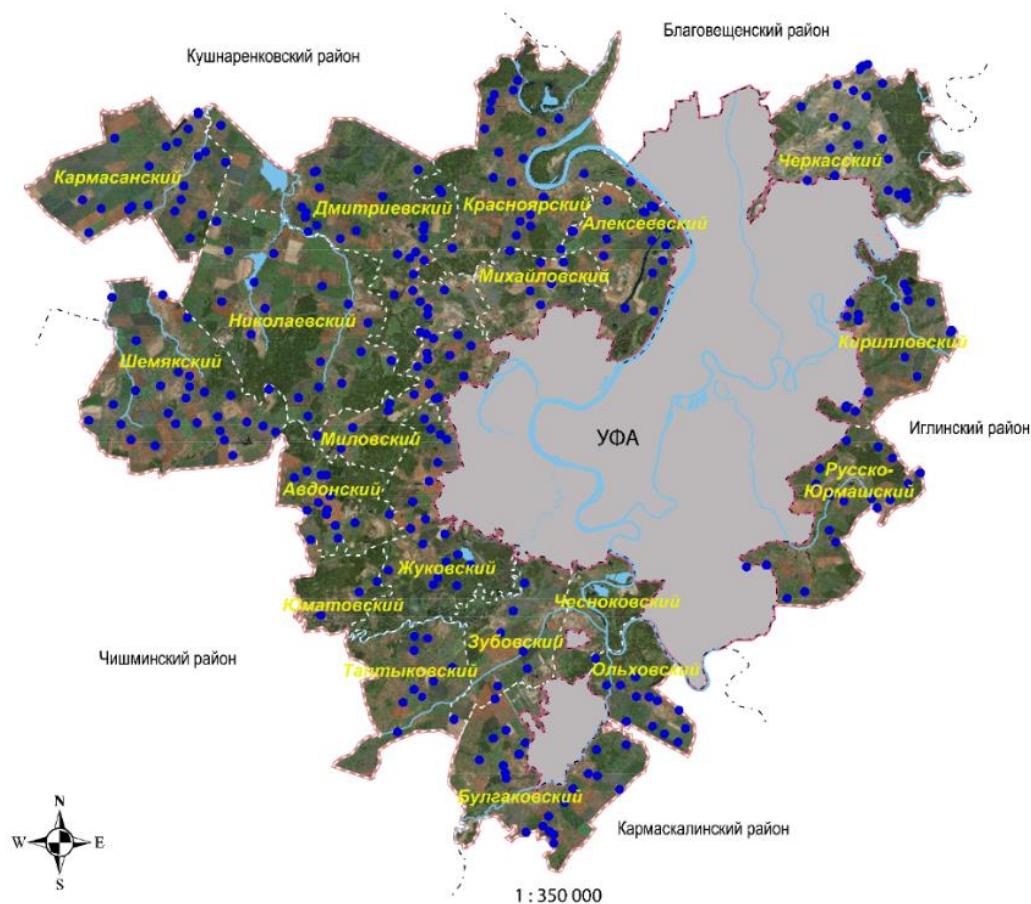 Благовещенский район
Кушнаренковский район
Черкасский
Кармасанский
Дмитриевский
Красноярский
Алексеевский
Михайловский
Николаевский
Кирилловский
Шемякский
Иглинский район
Миловский
УФА
Русско-
Юрмашский
Авдонский
Жуковский
Юматовский
Чесноковский
Зубовский
Чишминский район
Таптыковский
Ольховский
Булгаковский
Кармаскалинский район
N
W E
S
1 : 350 000